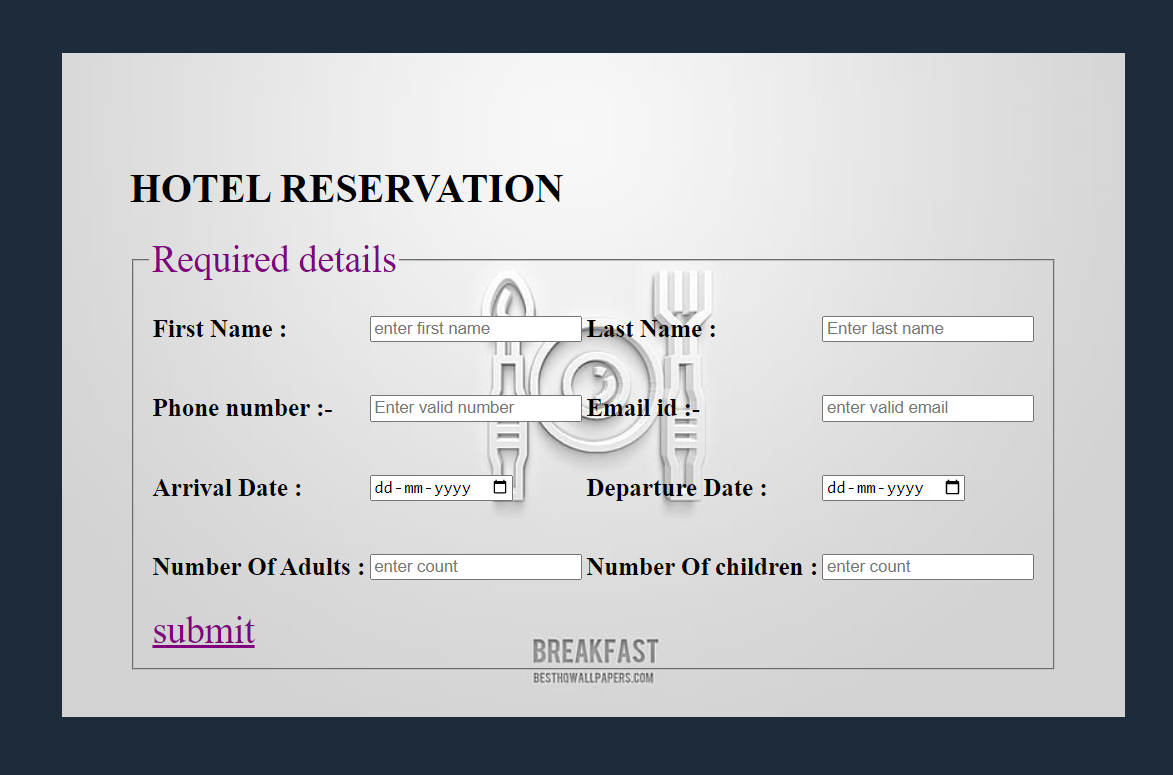 HOTEL RESERVATION
Required details
First Name : enter first name Last Name : Enter last name
Phone number :- Enter valid number Email id :- enter valid email
Arrival Date : dd-mm-yyyy Departure Date : dd-mm-yyyy
Number Of Adults : enter count Number Of children : enter count
submit
BREAKFAST
BESTHQWALLPAPERS.COM